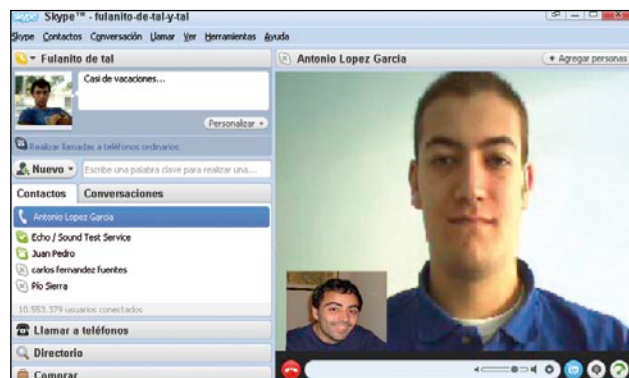 Skype™ - fulanito-de-tal-y-tal
Skype Contactos Conversación Llamar Ver Herramientas Ayuda
Fulanito de tal
Casi de vacaciones...
Personalizar
Realizar llamadas a teléfonos ordinarios
Nuevo
Escribe una palabra clave para realizar una...
Contactos Conversaciones
Antonio Lopez Garcia
Echo / Sound Test Service
Juan Pedro
carlos fernandez fuentes
Pío Sierra
10.553.379 usuarios conectados
Llamar a teléfonos
Directorio
Comprar
Antonio Lopez Garcia
+ Agregar personas